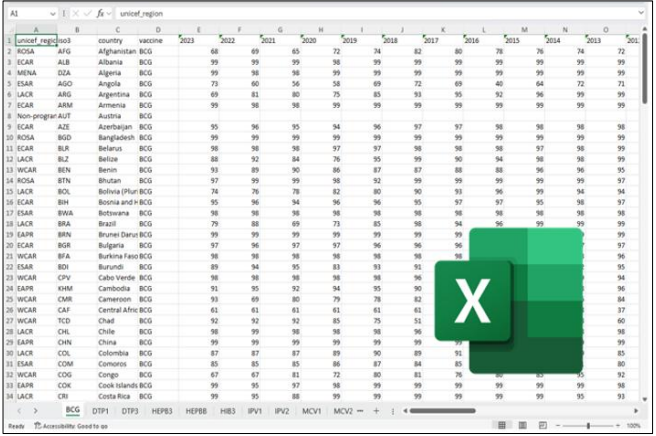 A1 fx unicef_region
A B C D E F G H I J K L M N O
1 unicef_regic iso3 country vaccine 2023 2022 2021 2020 2019 2018 2017 2016 2015 2014 2013 201
2 ROSA AFG Afghanistan BCG 68 69 65 72 74 82 80 78 76 74 72
3 ECAR ALB Albania BCG 99 99 99 98 99 99 99 99 99 99 99
4 MENA DZA Algeria BCG 99 98 98 99 99 99 99 99 99 99 99
5 ESAR AGO Angola BCG 73 60 56 58 69 72 69 40 64 72 71
6 LACR ARG Argentina BCG 69 81 80 75 85 93 95 92 96 99 99
7 ECAR ARM Armenia BCG 99 98 98 99 99 99 99 99 99 99 99
8 Non-prograr AUT Austria BCG
9 ECAR AZE Azerbaijan BCG 95 96 95 94 96 97 97 98 98 98 98
10 ROSA BGD Bangladesh BCG 99 99 99 99 99 99 99 99 99 99 99
11 ECAR BLR Belarus BCG 98 98 98 97 97 98 98 98 97 98 99
12 LACR BLZ Belize BCG 88 92 84 76 95 99 90 94 98 98 99
13 WCAR BEN Benin BCG 93 89 90 86 87 87 88 88 96 96 95
14 ROSA BTN Bhutan BCG 97 99 99 98 92 99 99 99 99 99 97
15 LACR BOL Bolivia (Pluri BCG 74 76 78 82 80 90 93 96 99 94 94
16 ECAR BIH Bosnia and H BCG 95 96 94 96 96 95 97 97 95 98 97
17 ESAR BWA Botswana BCG 98 98 98 98 98 98 98 98 98 98 98
18 LACR BRA Brazil BCG 79 88 69 73 85 98 94 96 99 99
19 EAPR BRN Brunei Darus BCG 99 99 99 99 99 99 99
20 ECAR BGR Bulgaria BCG 97 96 97 97 96 96 96 97
21 WCAR BFA Burkina Faso BCG 98 98 98 98 98 98
22 ESAR BDI Burundi BCG 89 94 95 83 93 91 95
23 WCAR CPV Cabo Verde BCG 98 98 98 98 98 96 96
24 EAPR KHM Cambodia BCG 91 95 92 94 95 90 96
25 WCAR CMR Cameroon BCG 93 69 80 79 78 82 84
26 WCAR CAF Central Afric BCG 61 61 61 61 61 61 37
27 WCAR TCD Chad BCG 92 92 92 85 75 51 60
28 LACR CHL Chile BCG 98 99 98 98 98 96 98
29 EAPR CHN China BCG 99 99 99 99 99 99 99
30 LACR COL Colombia BCG 87 87 87 89 90 89 91 85
31 ESAR COM Comoros BCG 85 85 85 86 87 84 85 80
32 WCAR COG Congo BCG 67 67 81 72 80 81 76 80 85 95 92
33 EAPR COK Cook Islands BCG 99 95 97 98 99 99 99 99 99 99 98
34 LACR CRI Costa Rica BCG 99 99 95 88 99 99 99 99 99 95 93
BCG DTP1 DTP3 HEPB3 HEPBB HIB3 IPV1 IPV2 MCV1 MCV2
Ready Accessibility: Good to go 100%
X